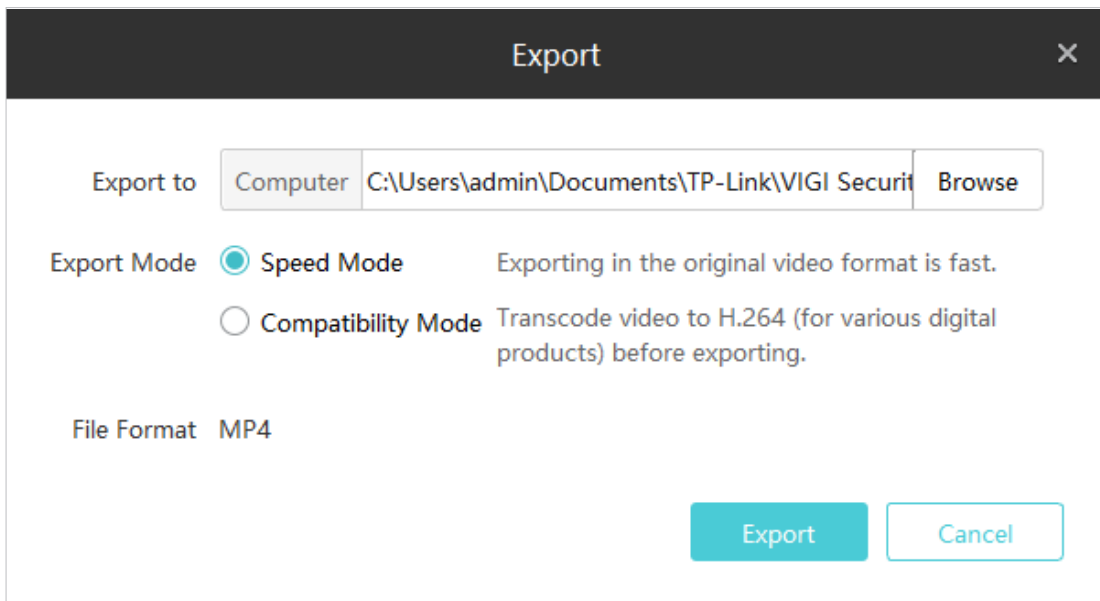 Export
Export to Computer C:\Users\admin\Documents\TP-Link\VIGI Securit Browse
Export Mode Speed Mode Exporting in the original video format is fast.
Compatibility Mode Transcode video to H.264 (for various digital
products) before exporting.
File Format MP4
Export Cancel